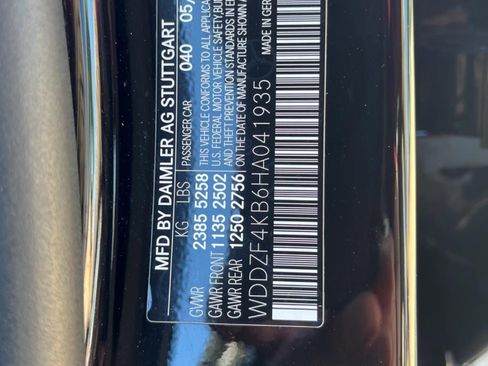 MFD BY DAIMLER AG STUTTGART
KG LBS PASSENGER CAR 040 05
GVWR 2385 5258 THIS VEHICLE CONFORMS TO ALL APPLICA
GAWR FRONT 1135 2502 U.S. FEDERAL MOTOR VEHICLE SAFETY, BU
GAWR REAR 1250 2756 AND THEFT PREVENTION STANDARDS IN E
ON THE DATE OF MANUFACTURE SHOWN A
WDDZF4KB6HA041935 MADE IN GER